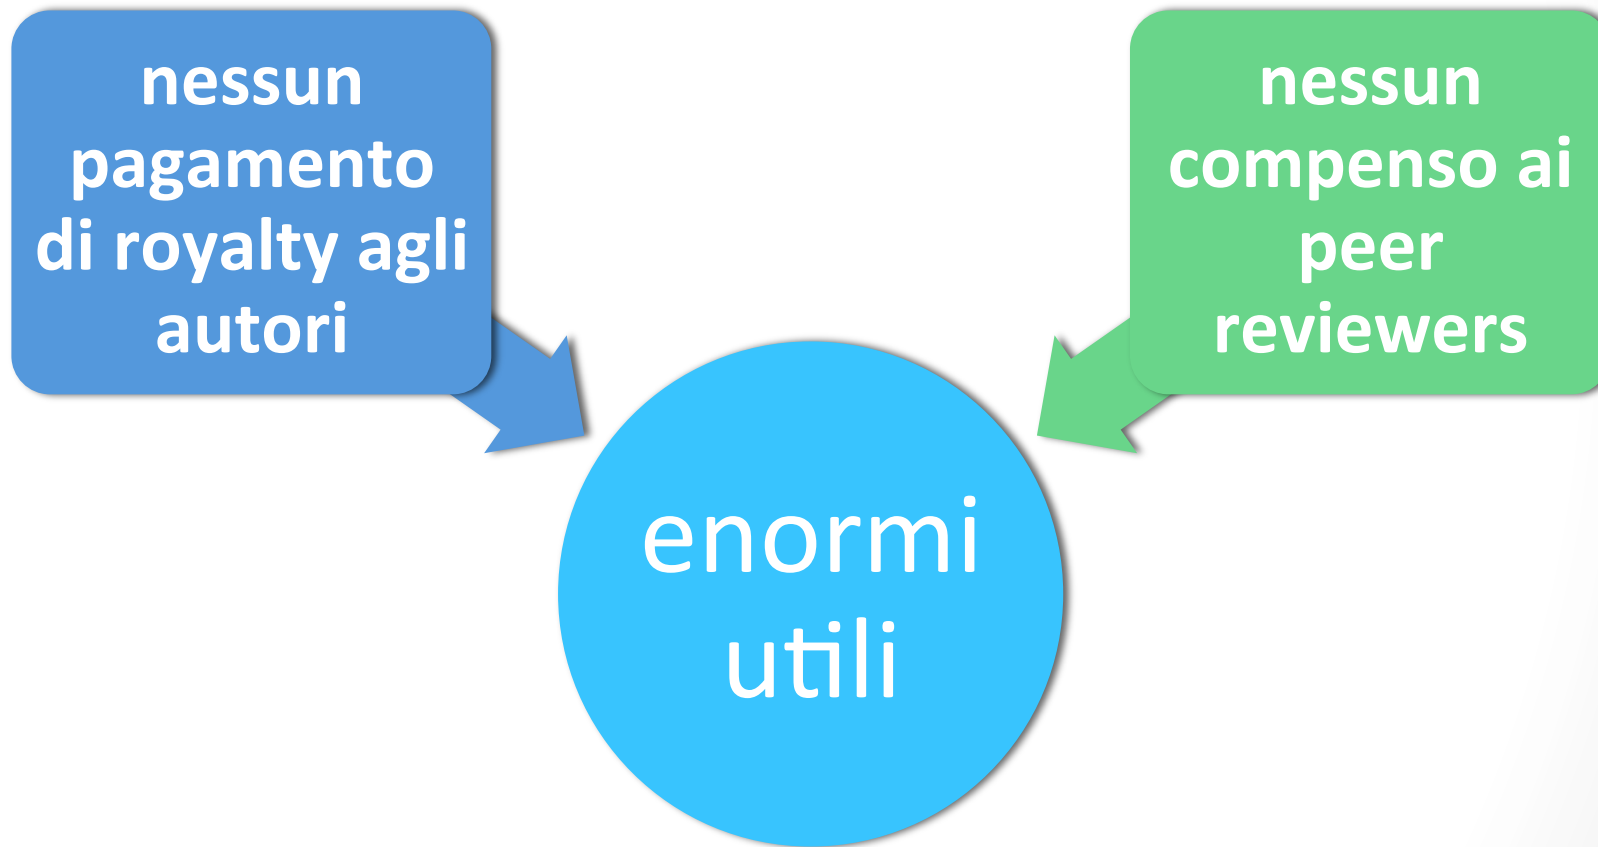 nessun
pagamento
di royalty agli
autori
nessun
compenso ai
peer
reviewers
enormi
utili